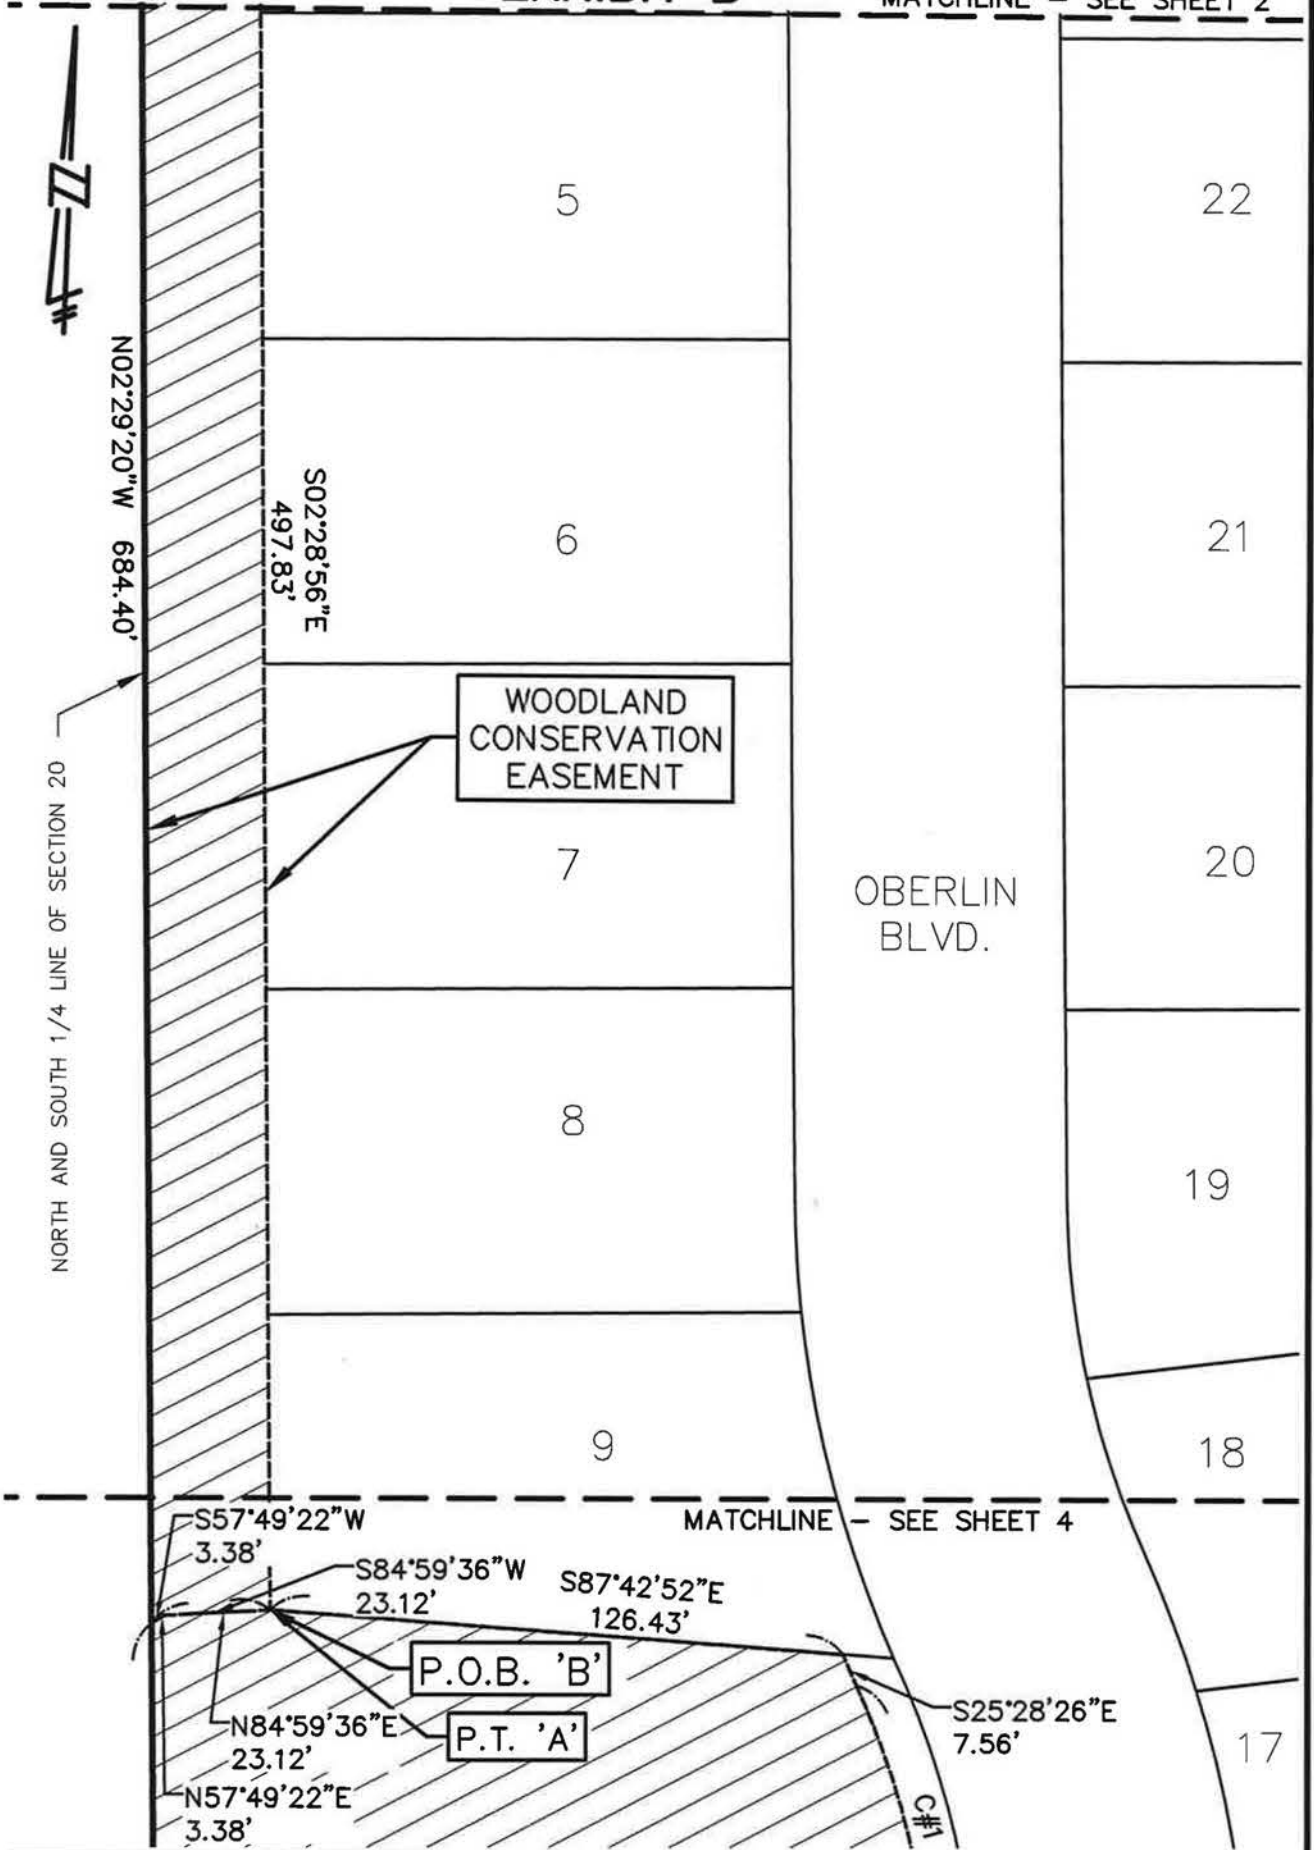 MATCHLINE - SEE SHEET 2
N
5
22
N02°29'20"W 684.40'
S02°28'56"E
497.83'
6
21
WOODLAND
CONSERVATION
EASEMENT
NORTH AND SOUTH 1/4 LINE OF SECTION 20
7
20
OBERLIN
BLVD.
8
19
9
18
MATCHLINE - SEE SHEET 4
S57°49'22"W
3.38'
S84°59'36"W
23.12'
S87°42'52"E
126.43'
P.O.B. 'B'
P.T. 'A'
N84°59'36"E
23.12'
N57°49'22"E
3.38'
S25°28'26"E
7.56'
17
C#1